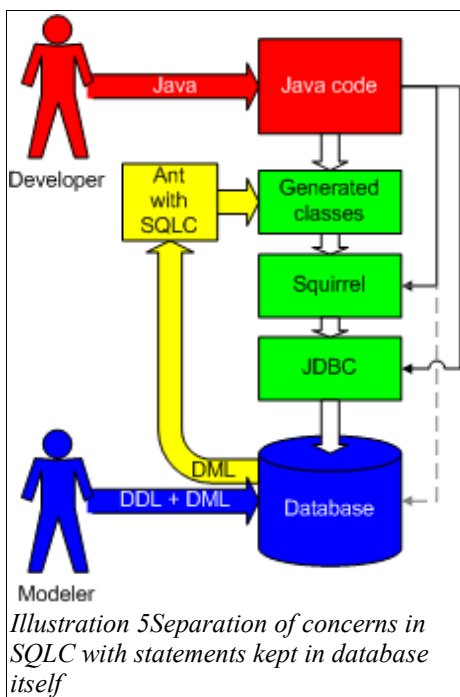 Java
Java code
Developer
Ant
with
SQLC
Generated
classes
Squirrel
JDBC
DML
DDL + DML
Database
Modeler
Illustration 5Separation of concerns in
SQLC with statements kept in database
itself